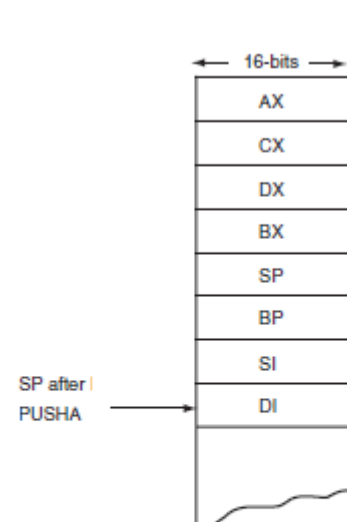 16-bits
AX
CX
DX
BX
SP
BP
SI
DI
SP after
PUSHA